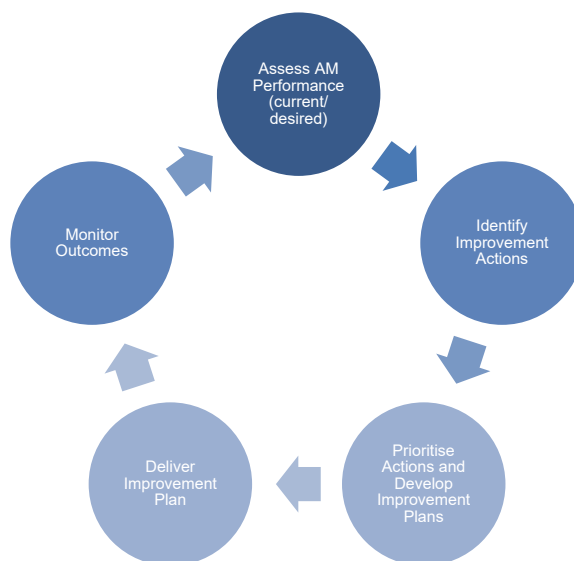 Assess AM
Performance
(current/
desired)
Identify
Improvement
Actions
Prioritise
Actions and
Develop
Improvement
Plans
Deliver
Improvement
Plan
Monitor
Outcomes